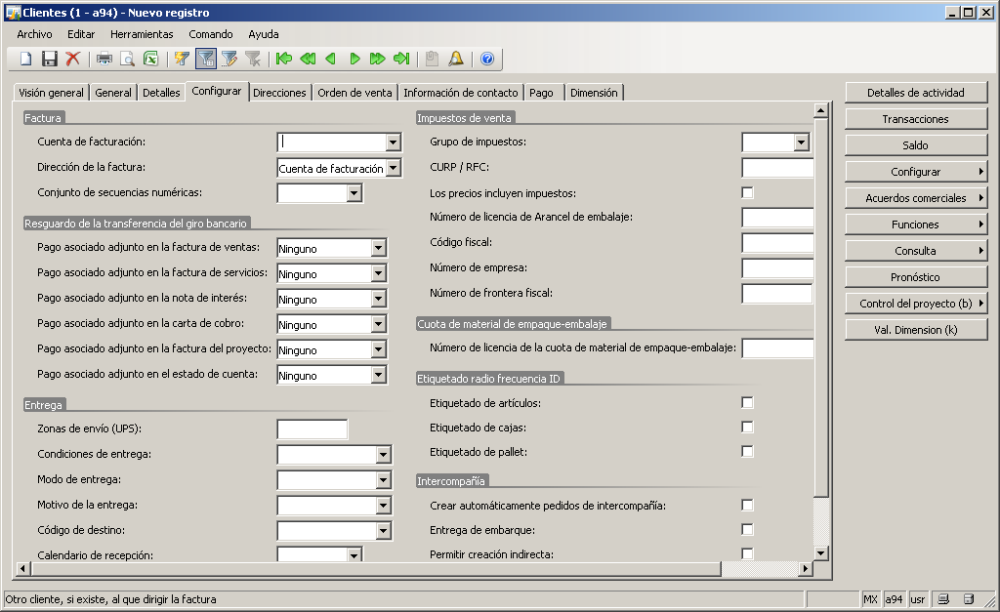 Clientes (1 - a94) - Nuevo registro
Archivo Editar Herramientas Comando Ayuda
Visión general General Detalles Configurar Direcciones Orden de venta Información de contacto Pago Dimensión
Factura
Cuenta de facturación:
Dirección de la factura: Cuenta de facturación
Conjunto de secuencias numéricas:
Resguardo de la transferencia del giro bancario
Pago asociado adjunto en la factura de ventas: Ninguno
Pago asociado adjunto en la factura de servicios: Ninguno
Pago asociado adjunto en la nota de interés: Ninguno
Pago asociado adjunto en la carta de cobro: Ninguno
Pago asociado adjunto en la factura del proyecto: Ninguno
Pago asociado adjunto en el estado de cuenta: Ninguno
Entrega
Zonas de envío (UPS):
Condiciones de entrega:
Modo de entrega:
Motivo de la entrega:
Código de destino:
Calendario de recepción:
Impuestos de venta
Grupo de impuestos:
CURP / RFC:
Los precios incluyen impuestos:
Número de licencia de Arancel de embalaje:
Código fiscal:
Número de empresa:
Número de frontera fiscal:
Cuota de material de empaque-embalaje
Número de licencia de la cuota de material de empaque-embalaje:
Etiquetado radio frecuencia ID
Etiquetado de artículos:
Etiquetado de cajas:
Etiquetado de pallet:
Intercompañía
Crear automáticamente pedidos de intercompañía:
Entrega de embarque:
Permitir creación indirecta:
Detalles de actividad
Transacciones
Saldo
Configurar
Acuerdos comerciales
Funciones
Consulta
Pronóstico
Control del proyecto (b)
Val. Dimension (k)
Otro cliente, si existe, al que dirigir la factura MX a94 usr